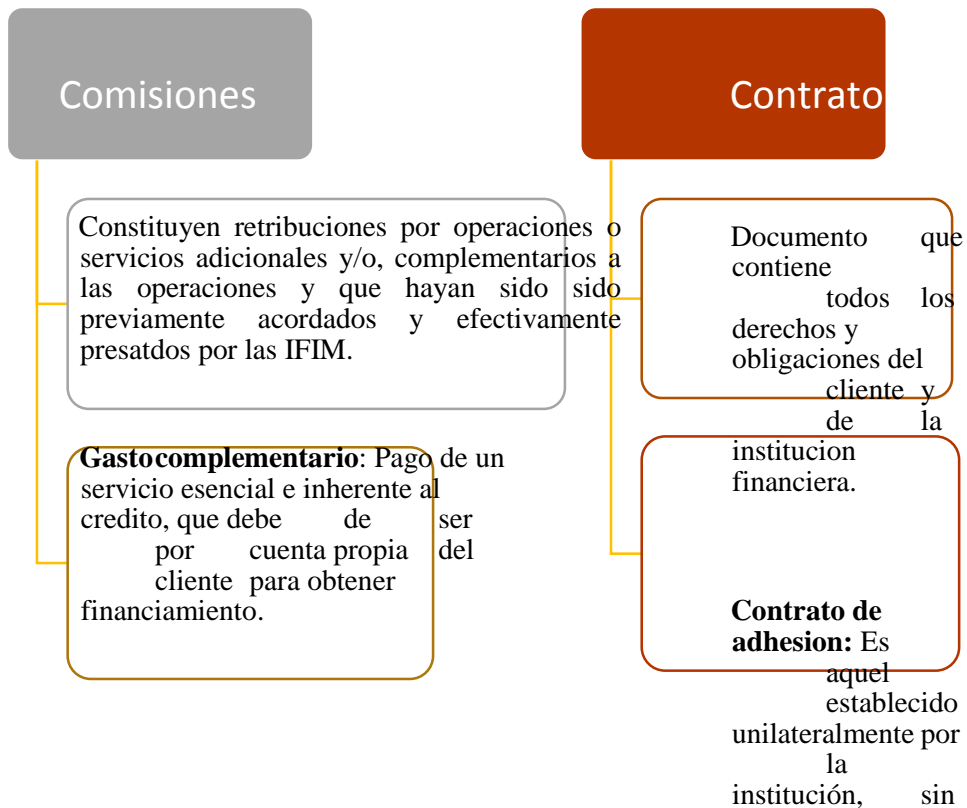 Comisiones
Constituyen retribuciones por operaciones o
servicios adicionales y/o, complementarios a
las operaciones y que hayan sido sido
previamente acordados y efectivamente
presatdos por las IFIM.
Gasto complementario: Pago de un
servicio esencial e inherente al
credito, que debe de ser
por cuenta propia del
cliente para obtener
financiamiento.
Contrato
Documento que
contiene
todos los
derechos y
obligaciones del
cliente y
de la
institucion
financiera.
Contrato de
adhesion: Es
aquel
establecido
unilateralmente por
la
institución, sin